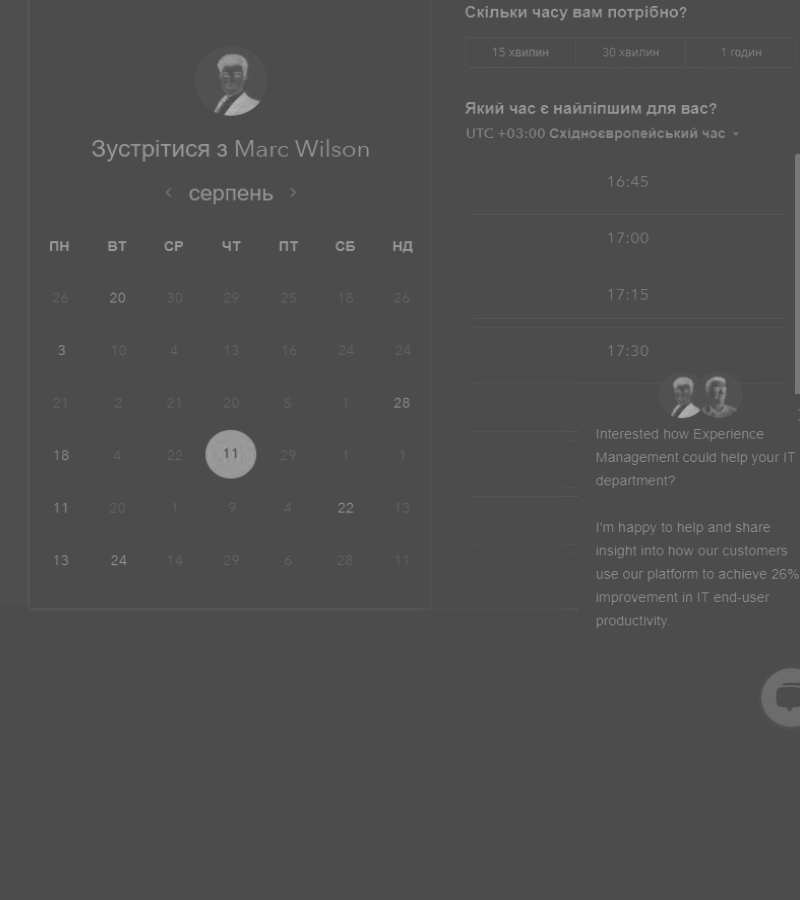 Зустрітися з Marc Wilson
серпень
ПН ВТ СР ЧТ ПТ СБ НД
26 20 30 29 25 18 26
3 10 4 13 16 24 24
21 2 21 20 5 1 28
18 4 22 11 29 1 1
11 20 1 9 4 22 13
13 24 14 29 6 28 11
Скільки часу вам потрібно?
15 хвилин 30 хвилин 1 годин
Який час є найліпшим для вас?
UTC +03:00 Східноєвропейський час
16:45
17:00
17:15
17:30
Interested how Experience
Management could help your IT
department?
I'm happy to help and share
insight into how our customers
use our platform to achieve 26%
improvement in IT end-user
productivity.